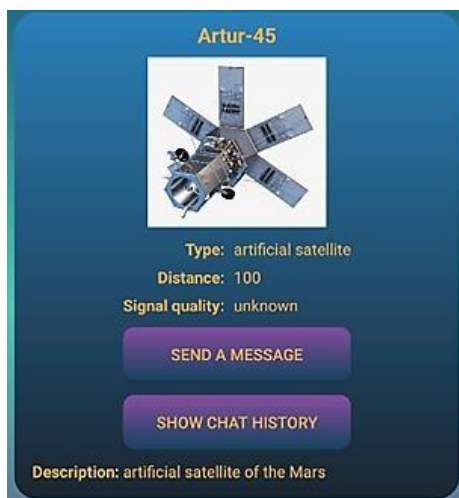 Artur-45
Type: artificial satellite
Distance: 100
Signal quality: unknown
SEND A MESSAGE
SHOW CHAT HISTORY
Description: artificial satellite of the Mars